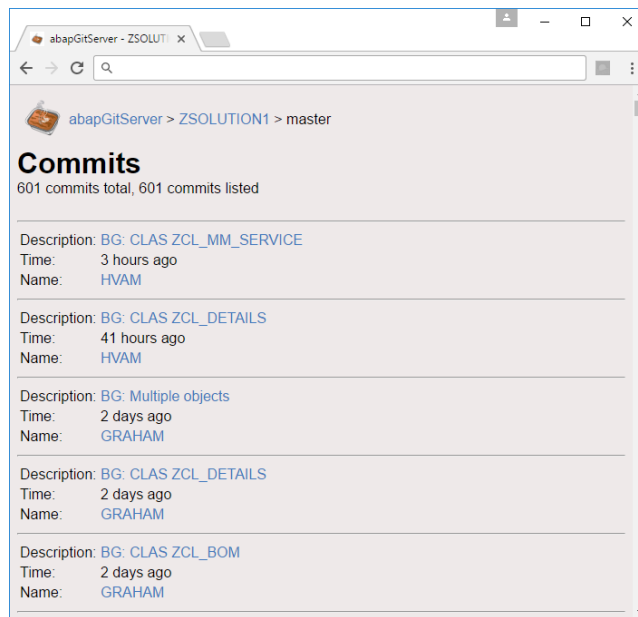 abapGitServer - ZSOLUT
abapGitServer > ZSOLUTION1 > master
Commits
601 commits total, 601 commits listed
Description: BG: CLAS ZCL_MM_SERVICE
Time: 3 hours ago
Name: HVAM
Description: BG: CLAS ZCL_DETAILS
Time: 41 hours ago
Name: HVAM
Description: BG: Multiple objects
Time: 2 days ago
Name: GRAHAM
Description: BG: CLAS ZCL_DETAILS
Time: 2 days ago
Name: GRAHAM
Description: BG: CLAS ZCL_BOM
Time: 2 days ago
Name: GRAHAM